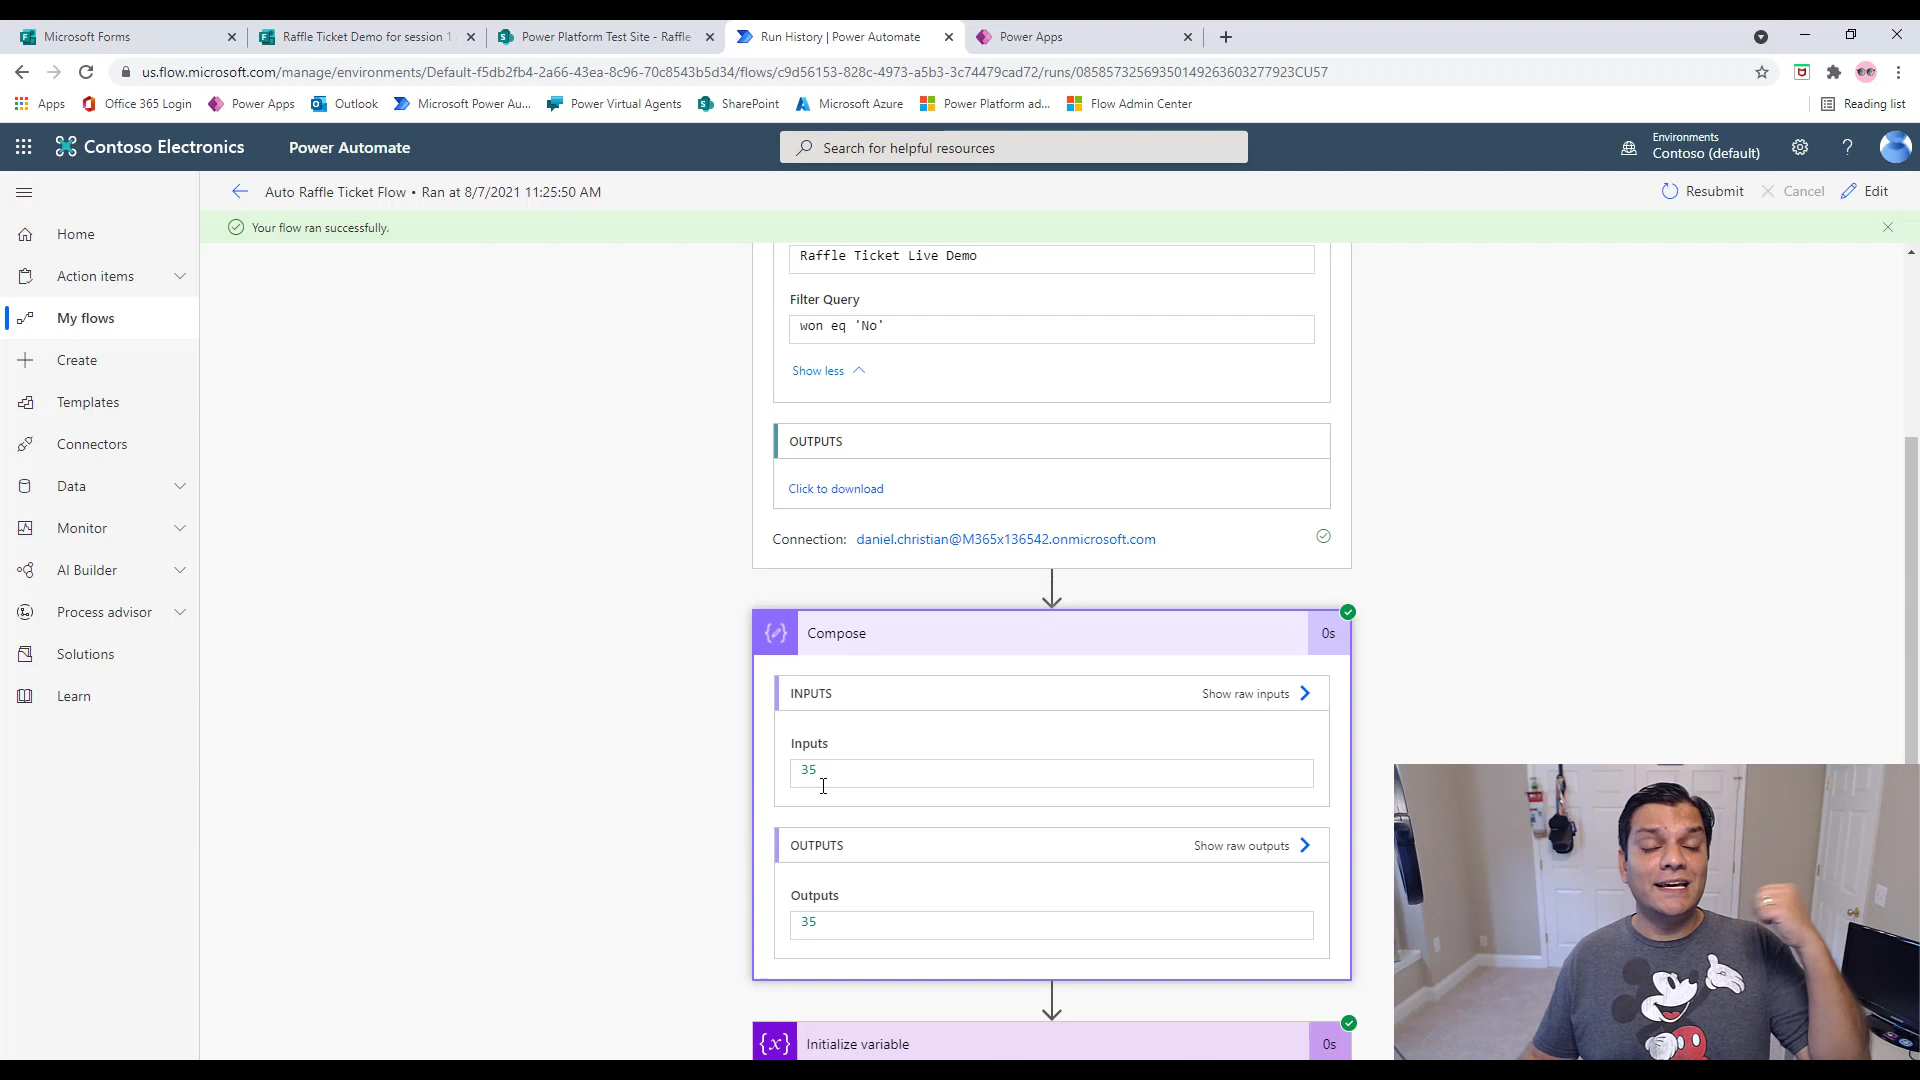 Microsoft Forms
Raffle Ticket Demo for session 1
Power Platform Test Site - Raffle
Run History | Power Automate
Power Apps
us.flow.microsoft.com/manage/environments/Default-f5db2fb4-2a66-43ea-8c96-70c8543b5d34/flows/c9d56153-828c-4973-a5b3-3c74479cad72/runs/08585732569350149263603277923CU57
Apps
Office 365 Login
Power Apps
Outlook
Microsoft Power Au...
Power Virtual Agents
SharePoint
Microsoft Azure
Power Platform ad...
Flow Admin Center
Reading list
Contoso Electronics
Power Automate
Search for helpful resources
Environments
Contoso (default)
Auto Raffle Ticket Flow • Ran at 8/7/2021 11:25:50 AM
Resubmit
Cancel
Edit
Your flow ran successfully.
Home
Action items
My flows
Create
Templates
Connectors
Data
Monitor
AI Builder
Process advisor
Solutions
Learn
Raffle Ticket Live Demo
Filter Query
won eq 'No'
Show less
OUTPUTS
Click to download
Connection: daniel.christian@M365x136542.onmicrosoft.com
Compose
0s
INPUTS
Show raw inputs
Inputs
35
OUTPUTS
Show raw outputs
Outputs
35
Initialize variable
0s